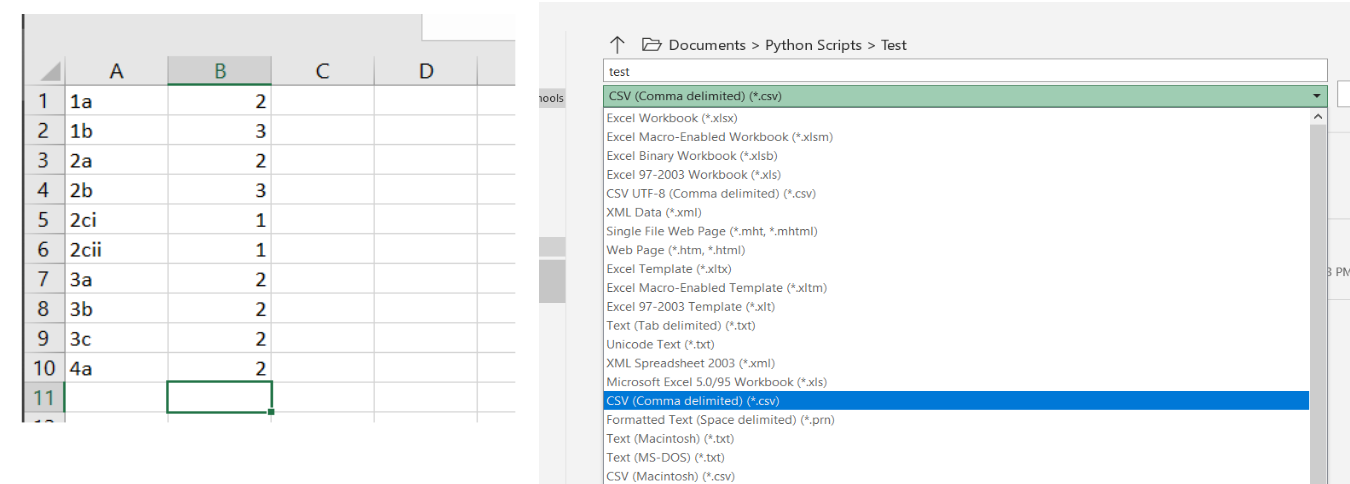 A B C D
1 1a 2
2 1b 3
3 2a 2
4 2b 3
5 2ci 1
6 2cii 1
7 3a 2
8 3b 2
9 3c 2
10 4a 2
11
Documents > Python Scripts > Test
test
hools
CSV (Comma delimited) (*.csv)
Excel Workbook (*.xlsx)
Excel Macro-Enabled Workbook (*.xlsm)
Excel Binary Workbook (*.xlsb)
Excel 97-2003 Workbook (*.xls)
CSV UTF-8 (Comma delimited) (*.csv)
XML Data (*.xml)
Single File Web Page (*.mht, *.mhtml)
Web Page (*.htm, *.html)
Excel Template (*.xltx)
3 PM
Excel Macro-Enabled Template (*.xltm)
Excel 97-2003 Template (*.xlt)
Text (Tab delimited) (*.txt)
Unicode Text (*.txt)
XML Spreadsheet 2003 (*.xml)
Microsoft Excel 5.0/95 Workbook (*.xls)
CSV (Comma delimited) (*.csv)
Formatted Text (Space delimited) (*.prn)
Text (Macintosh) (*.txt)
Text (MS-DOS) (*.txt)
CSV (Macintosh) (*.csv)